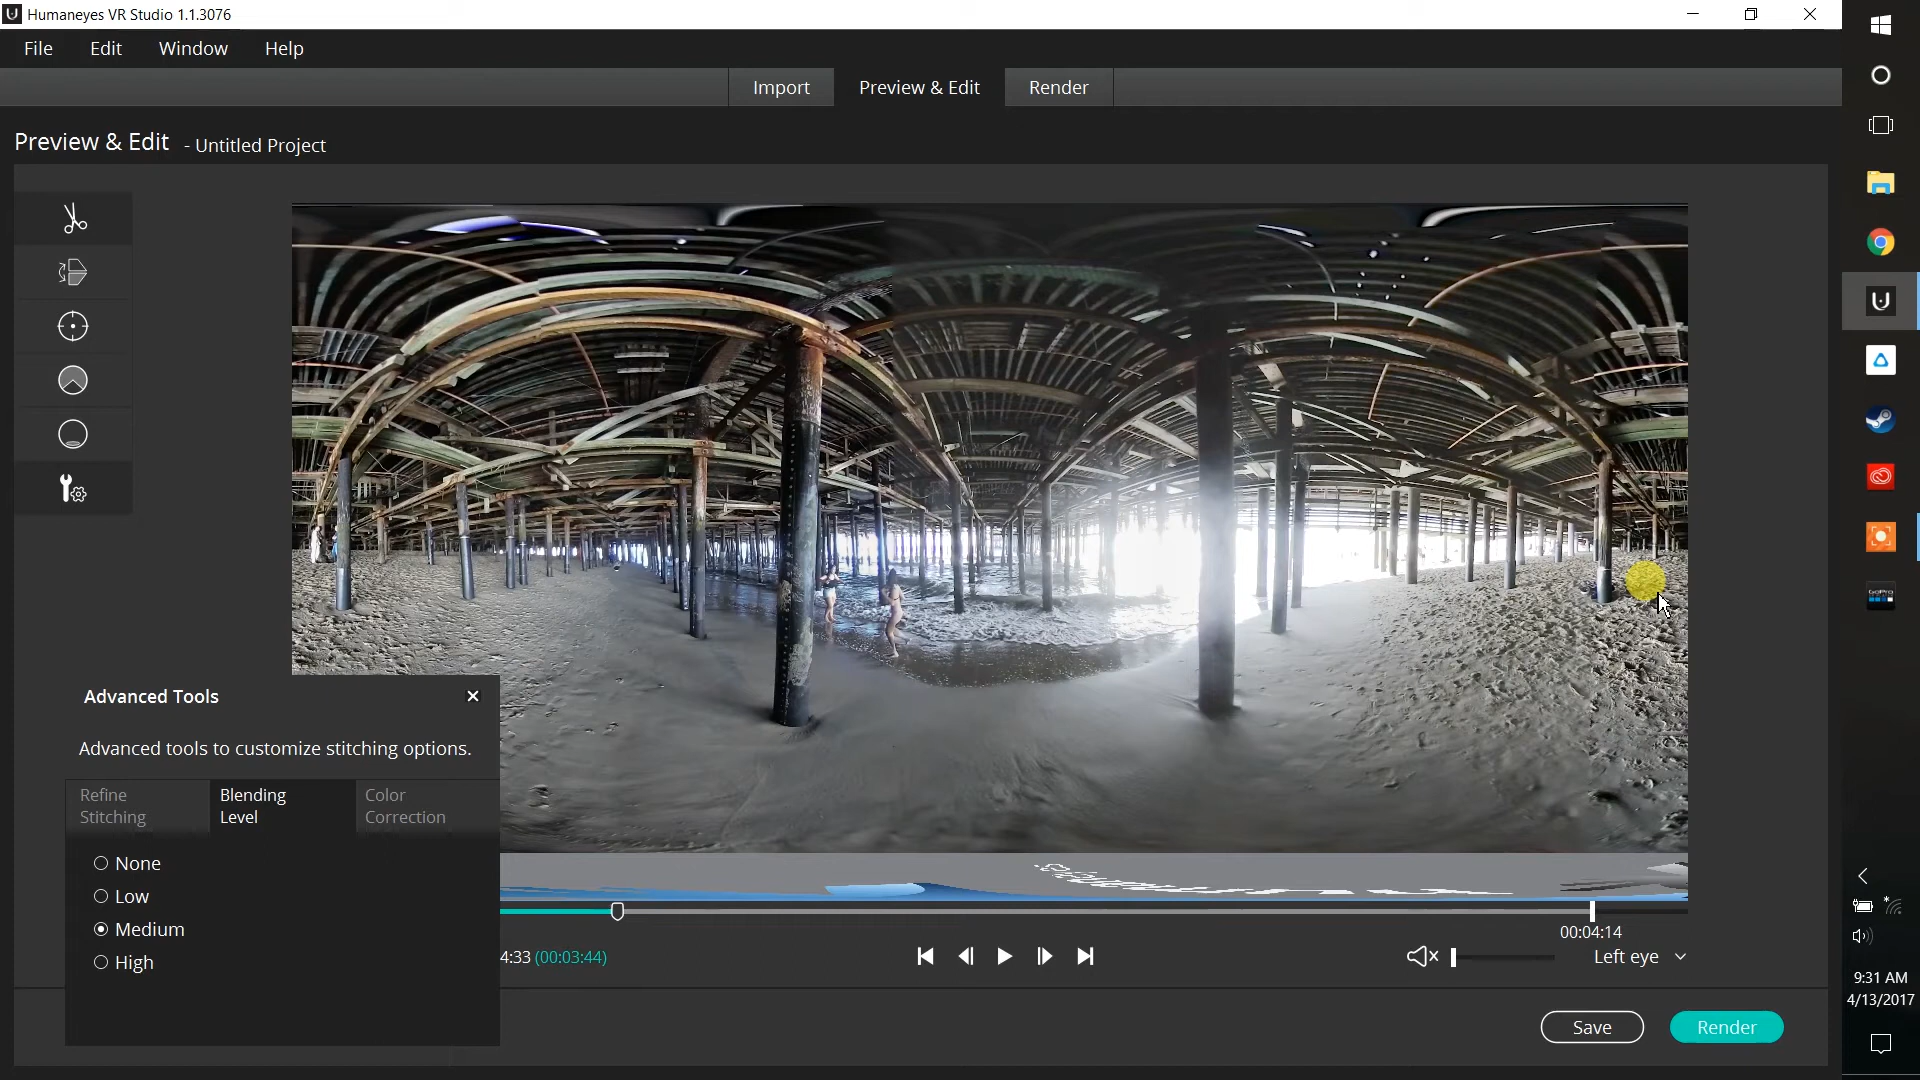 Humaneyes VR Studio 1.1.3076
File Edit Window Help
Import Preview & Edit Render
Preview & Edit - Untitled Project
Advanced Tools
Advanced tools to customize stitching options.
Refine
Stitching
Blending
Level
Color
Correction
None
Low
Medium
High
4:33 (00:03:44)
00:04:14
Left eye
Save Render
GoPro
9:31 AM
4/13/2017